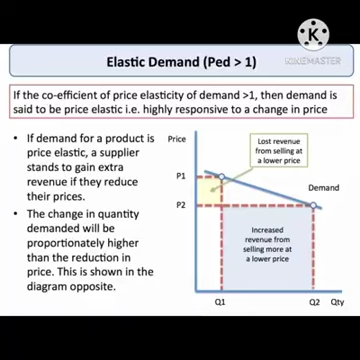 K
KINEMASTER
Elastic Demand (Ped > 1)
If the co-efficient of price elasticity of demand >1, then demand is
said to be price elastic i.e. highly responsive to a change in price
• If demand for a product is
price elastic, a supplier
stands to gain extra
revenue if they reduce
their prices.
• The change in quantity
demanded will be
proportionately higher
than the reduction in
price. This is shown in the
diagram opposite.
Price
Lost revenue
from selling at
a lower price
P1
Demand
P2
Increased
revenue from
selling more at
a lower price
Q1
Q2
Qty